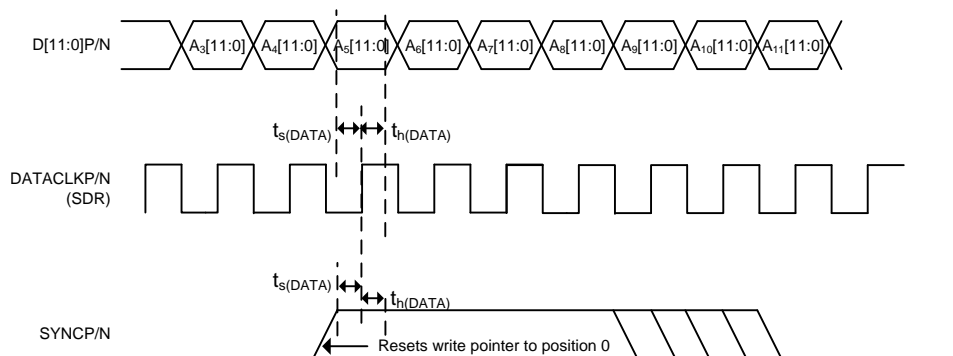 D[11:0]P/N
A3[11:0] A4[11:0] A5[11:0] A6[11:0] A7[11:0] A8[11:0] A9[11:0] A10[11:0] A11[11:0]
ts(DATA) th(DATA)
DATACLKP/N
(SDR)
ts(DATA) th(DATA)
SYNCP/N
Resets write pointer to position 0